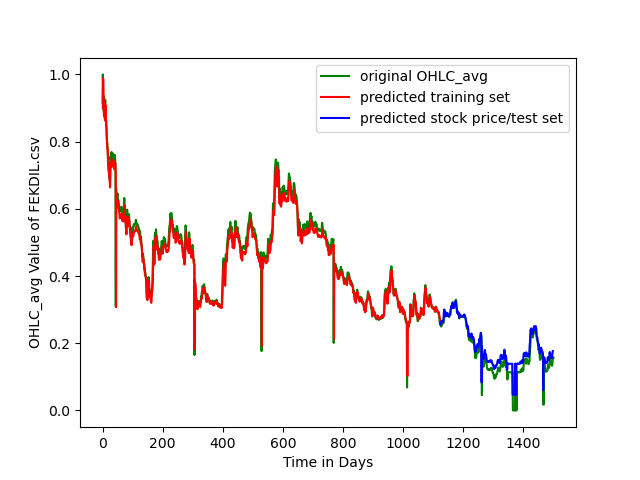 original OHLC_avg
predicted training set
predicted stock price/test set
OHLC_avg Value of FEKDIL.csv
1.0
0.8
0.6
0.4
0.2
0.0
0 200 400 600 800 1000 1200 1400
Time in Days